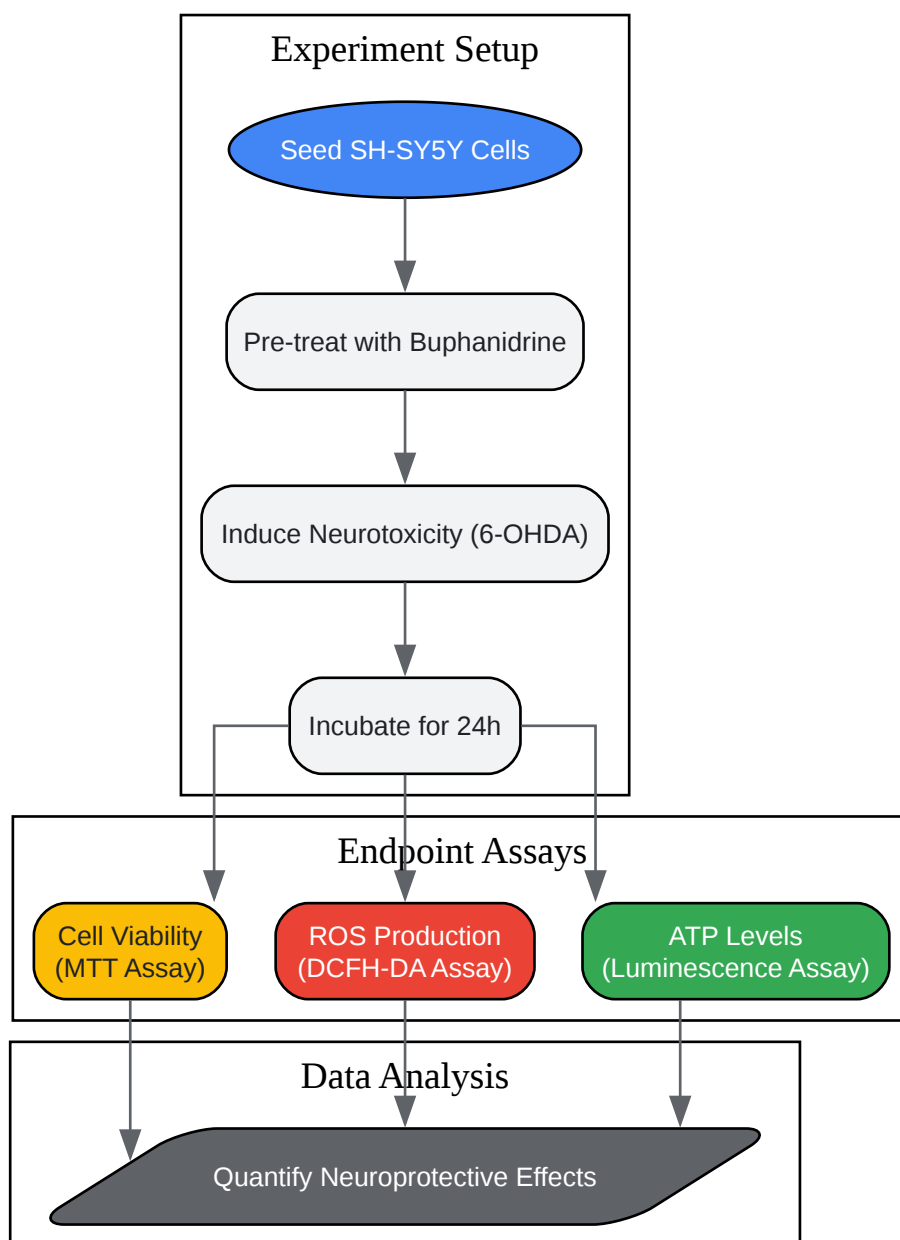 Experiment Setup
Seed SH-SY5Y Cells
Pre-treat with Buphanidrine
Induce Neurotoxicity (6-OHDA)
Incubate for 24h
Endpoint Assays
Cell Viability
(MTT Assay)
ROS Production
(DCFH-DA Assay)
ATP Levels
(Luminescence Assay)
Data Analysis
Quantify Neuroprotective Effects